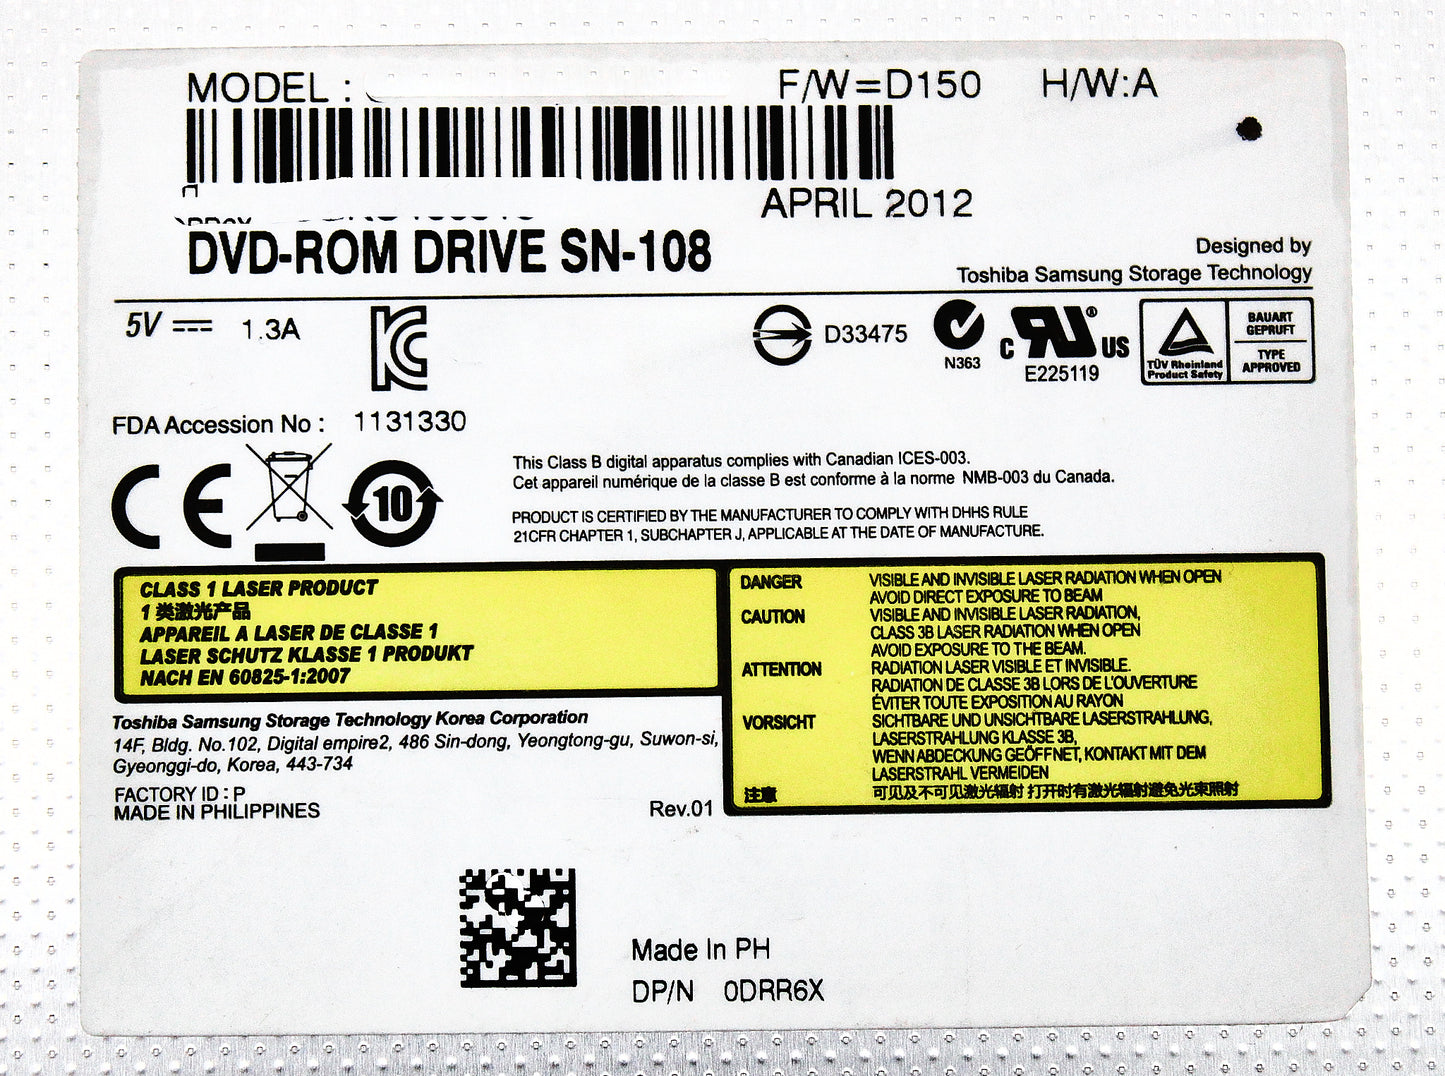 MODEL : F/W=D150 H/W:A
APRIL 2012
DVD-ROM DRIVE SN-108
Designed by
Toshiba Samsung Storage Technology
5V 1.3A
D33475
N363
C UR ® US
E225119
TÜV Rheinland
Product Safety
BAUART
GEPRUFT
TYPE
APPROVED
FDA Accession No : 1131330
CE
10
This Class B digital apparatus complies with Canadian ICES-003.
Cet appareil numérique de la classe B est conforme à la norme NMB-003 du Canada.
PRODUCT IS CERTIFIED BY THE MANUFACTURER TO COMPLY WITH DHHS RULE
21CFR CHAPTER 1, SUBCHAPTER J, APPLICABLE AT THE DATE OF MANUFACTURE.
CLASS 1 LASER PRODUCT
1 类激光产品
APPAREIL A LASER DE CLASSE 1
LASER SCHUTZ KLASSE 1 PRODUKT
NACH EN 60825-1:2007
DANGER VISIBLE AND INVISIBLE LASER RADIATION WHEN OPEN
AVOID DIRECT EXPOSURE TO BEAM
CAUTION VISIBLE AND INVISIBLE LASER RADIATION,
CLASS 3B LASER RADIATION WHEN OPEN
AVOID EXPOSURE TO THE BEAM.
ATTENTION RADIATION LASER VISIBLE ET INVISIBLE.
RADIATION DE CLASSE 3B LORS DE L'OUVERTURE
ÉVITER TOUTE EXPOSITION AU RAYON
VORSICHT SICHTBARE UND UNSICHTBARE LASERSTRAHLUNG,
LASERSTRAHLUNG KLASSE 3B,
WENN ABDECKUNG GEÖFFNET, KONTAKT MIT DEM
LASERSTRAHL VERMEIDEN
注意 可见及不可见激光辐射 打开时有激光辐射避免光束照射
Toshiba Samsung Storage Technology Korea Corporation
14F, Bldg. No.102, Digital empire2, 486 Sin-dong, Yeongtong-gu, Suwon-si,
Gyeonggi-do, Korea, 443-734
FACTORY ID : P
MADE IN PHILIPPINES
Rev.01
Made In PH
DP/N 0DRR6X